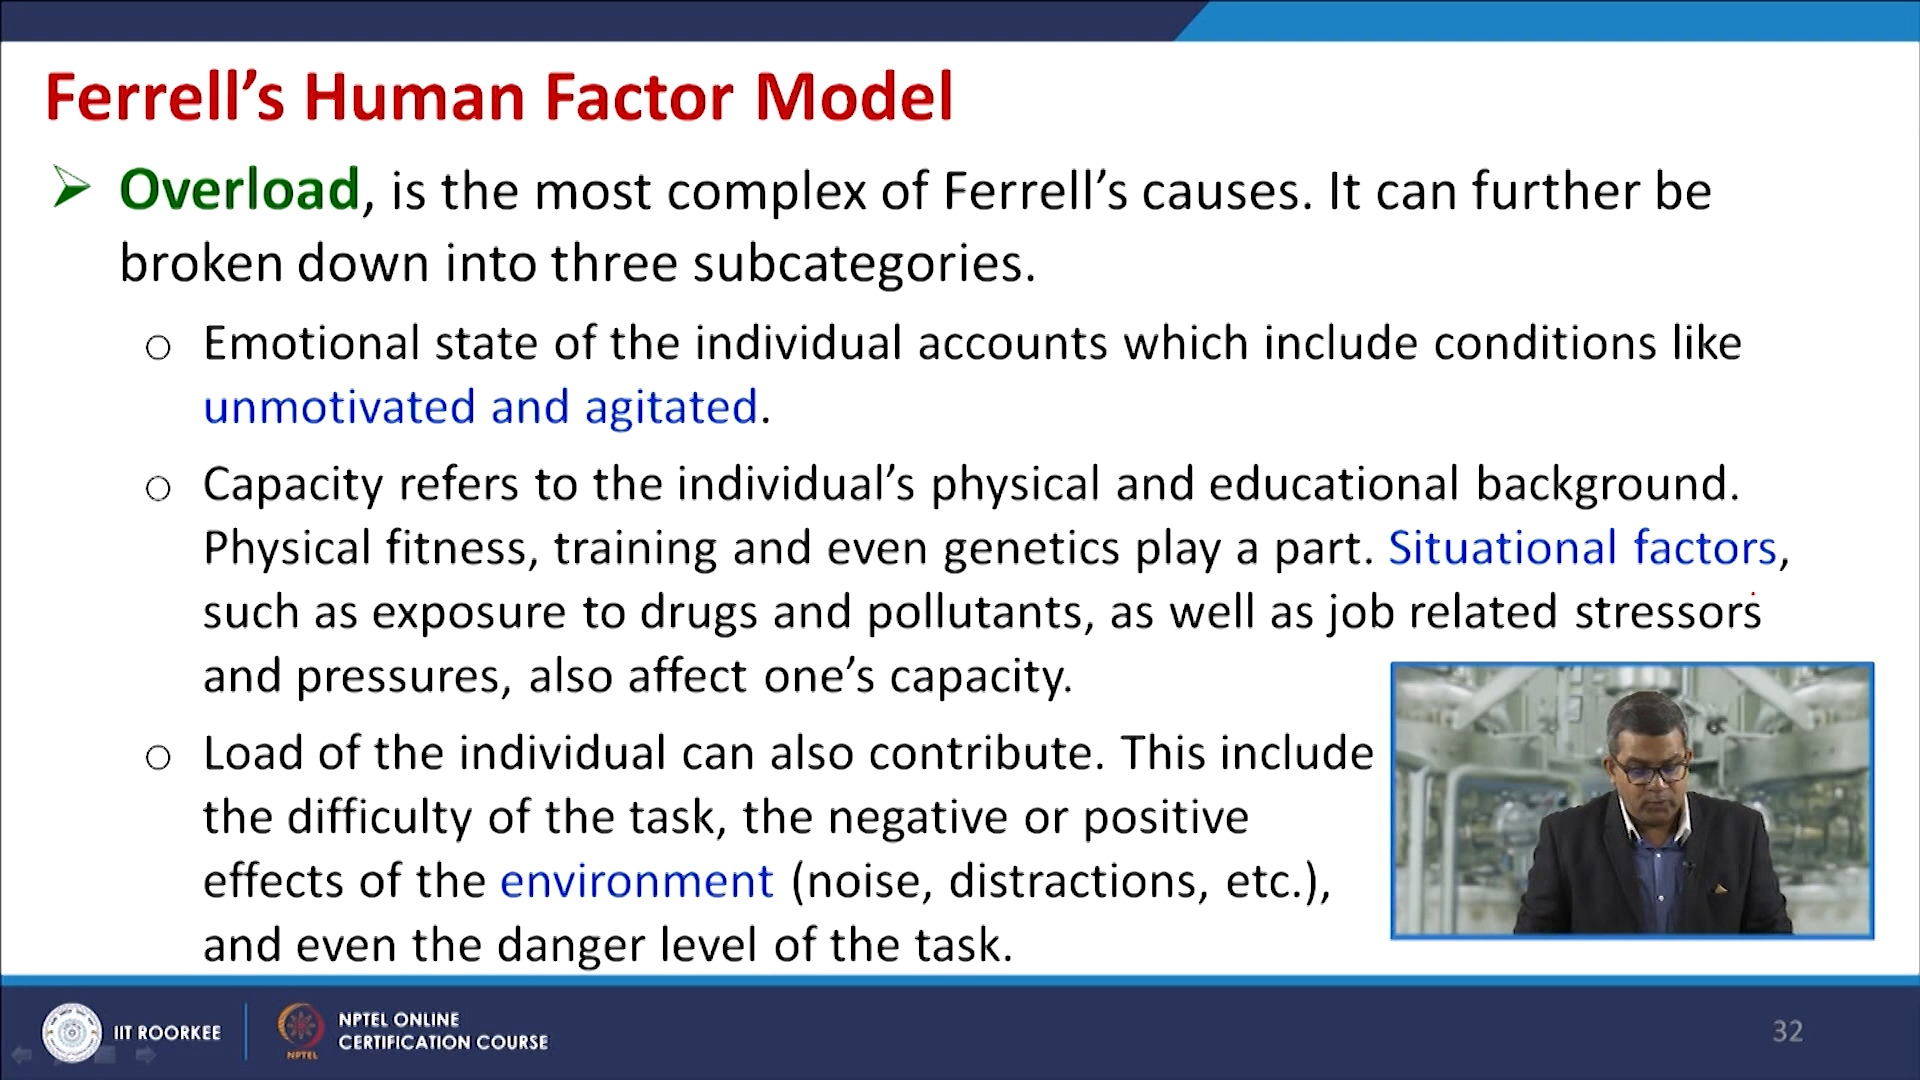 Ferrell’s Human Factor Model
Overload, is the most complex of Ferrell’s causes. It can further be
broken down into three subcategories.
Emotional state of the individual accounts which include conditions like
unmotivated and agitated.
Capacity refers to the individual’s physical and educational background.
Physical fitness, training and even genetics play a part. Situational factors,
such as exposure to drugs and pollutants, as well as job related stressors
and pressures, also affect one’s capacity.
Load of the individual can also contribute. This include
the difficulty of the task, the negative or positive
effects of the environment (noise, distractions, etc.),
and even the danger level of the task.
IIT ROORKEE
NPTEL
NPTEL ONLINE
CERTIFICATION COURSE
32